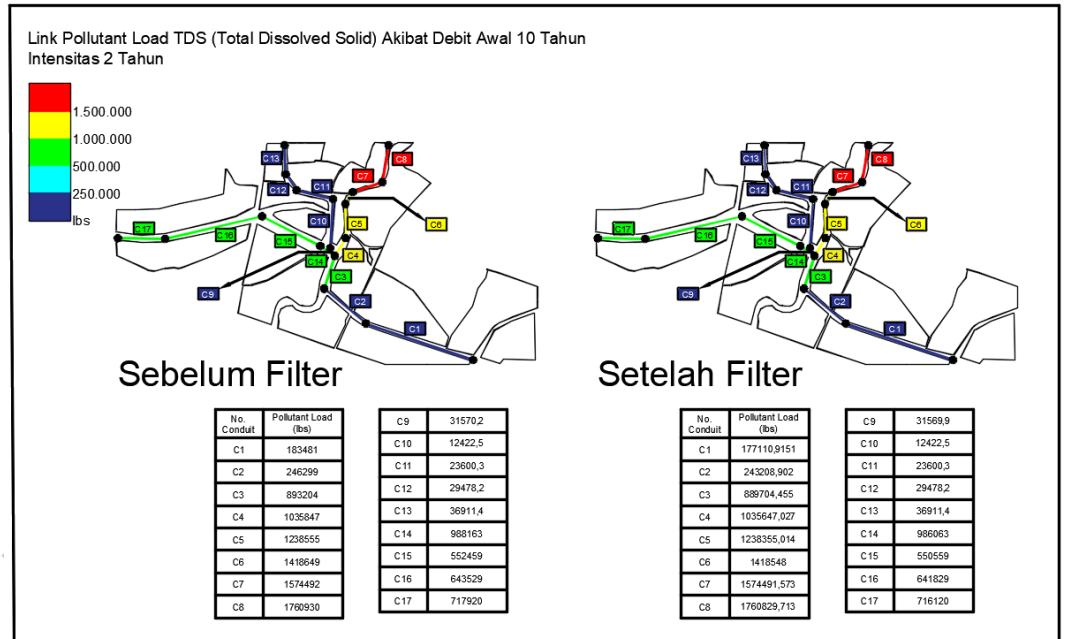 Link Pollutant Load TDS (Total Dissolved Solid) Akibat Debit Awal 10 Tahun
Intensitas 2 Tahun
1.500.000
1.000.000
500.000
250.000
lbs
C13
C12
C11
C10
C8
C7
C6
C5
C4
C17
C16
C15
C14
C3
C9
C2
C1
Sebelum Filter
C13
C12
C11
C10
C8
C7
C6
C5
C4
C17
C16
C15
C14
C3
C9
C2
C1
Setelah Filter
No. Conduit Pollutant Load (lbs)
C1 183481
C2 246299
C3 893204
C4 1035847
C5 1238555
C6 1418649
C7 1574492
C8 1760930
C9 31570,2
C10 12422,5
C11 23600,3
C12 29478,2
C13 36911,4
C14 988163
C15 552459
C16 643529
C17 717920
No. Conduit Pollutant Load (lbs)
C1 177110,9151
C2 243208,902
C3 889704,455
C4 1035647,027
C5 1238355,014
C6 1418548
C7 1574491,573
C8 1760829,713
C9 31569,9
C10 12422,5
C11 23600,3
C12 29478,2
C13 36911,4
C14 986063
C15 550559
C16 641829
C17 716120